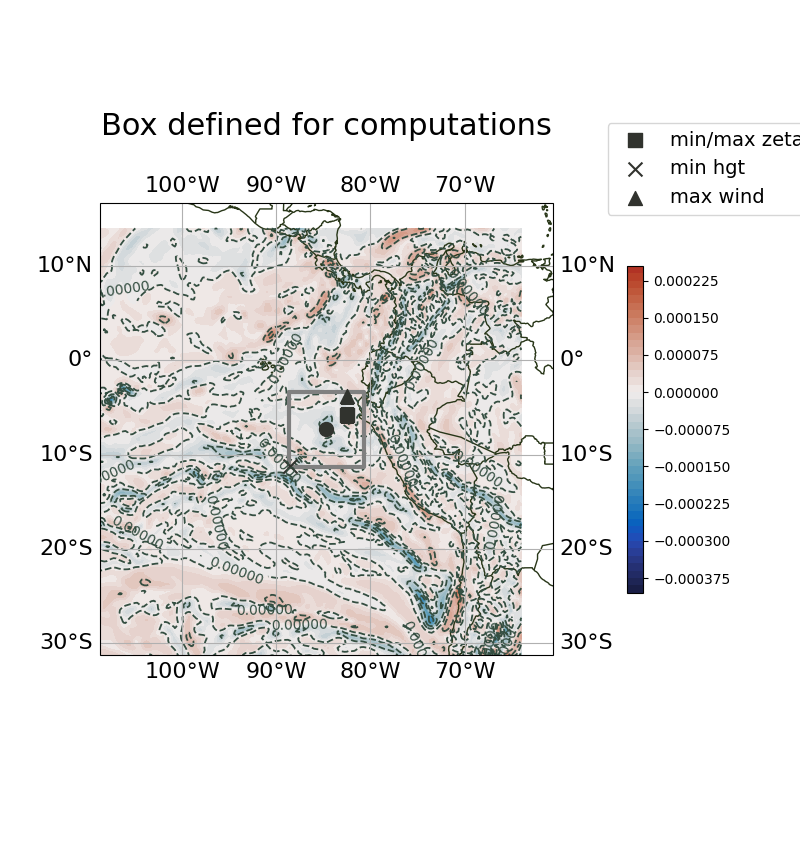 Box defined for computations
min/max zeta
min hgt
max wind
100°W 90°W 80°W 70°W
10°N 10°N
0° 0°
10°S 10°S
20°S 20°S
30°S 30°S
100°W 90°W 80°W 70°W
0.000225
0.000150
0.000075
0.000000
−0.000075
−0.000150
−0.000225
−0.000300
−0.000375
0.00000
0.00000
0.00000
0.00000
0.00000